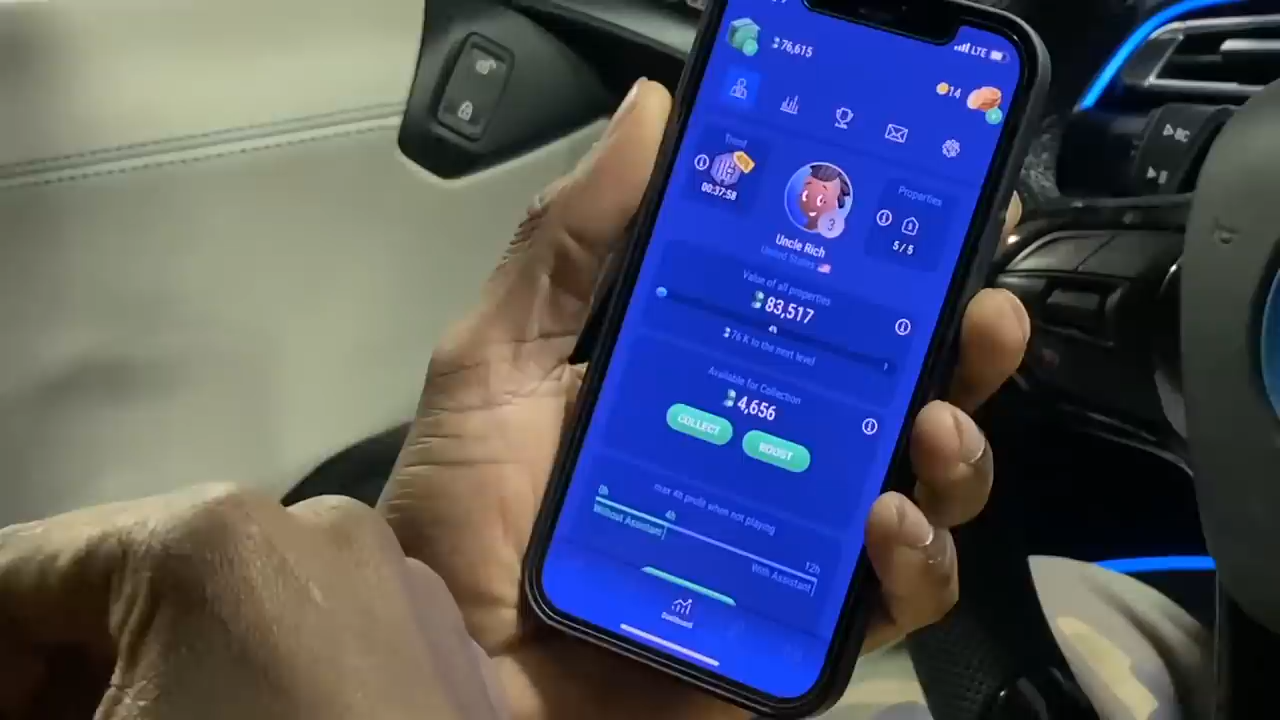 76,615
LTE
14
Trend
00:37:58
3
Properties
5/5
Uncle Rich
United States
Value of all properties
83,517
76 K to the next level
Available for Collection
4,656
COLLECT
BOOST
max 4h profit when not playing
0h
4h
12h
Without Assistant
With Assistant
Dashboard